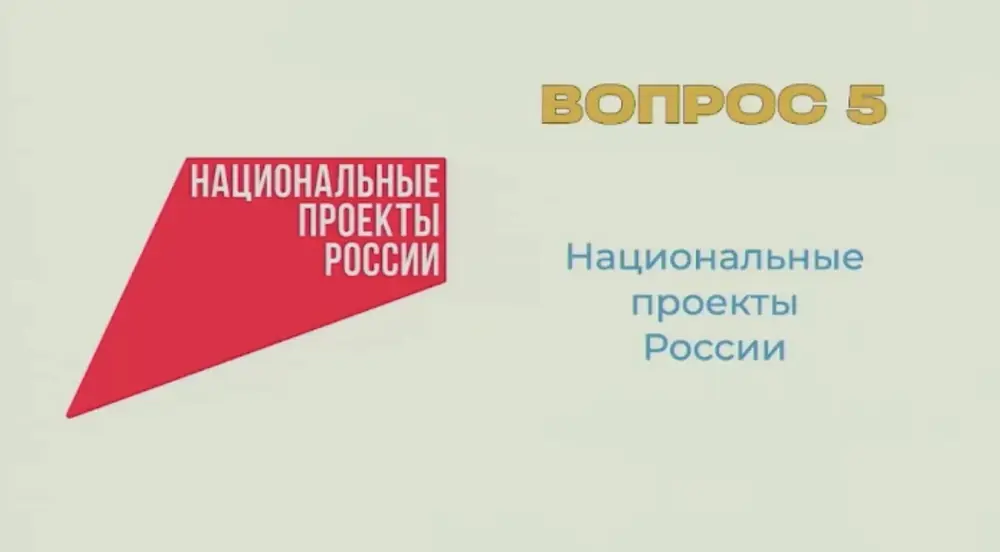 НАЦИОНАЛЬНЫЕ
ПРОЕКТЫ
РОССИИ
ВОПРОС 5
Национальные
проекты
России